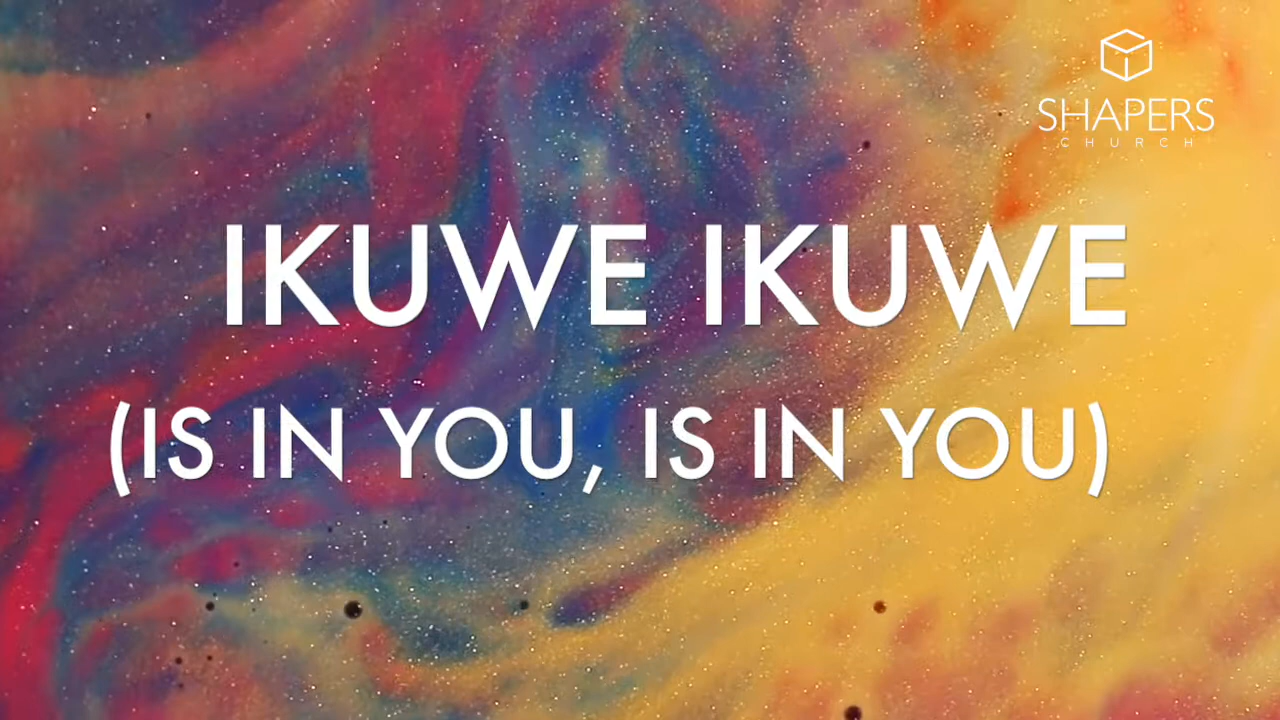 SHAPERS
CHURCH
IKUWE IKUWE
(IS IN YOU, IS IN YOU)